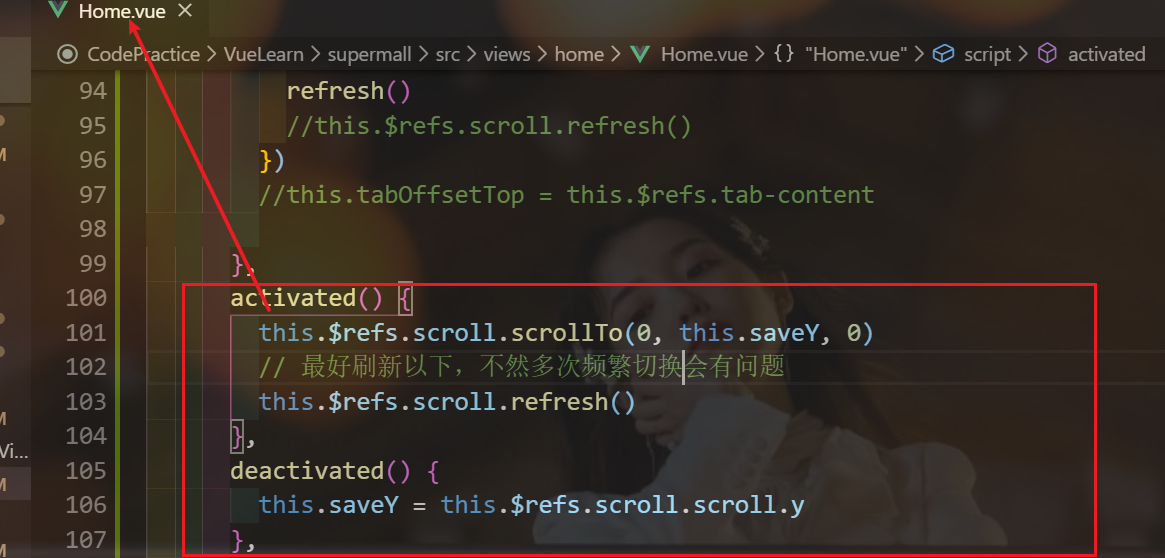 Home.vue
CodePractice > VueLearn > supermall > src > views > home > Home.vue > {} "Home.vue" > script > activated
94 refresh()
95 //this.$refs.scroll.refresh()
96 })
97 //this.tabOffsetTop = this.$refs.tab-content
98
99 },
100 activated() {
101 this.$refs.scroll.scrollTo(0, this.saveY, 0)
102 // 最好刷新以下，不然多次频繁切换会有问题
103 this.$refs.scroll.refresh()
104 },
105 deactivated() {
106 this.saveY = this.$refs.scroll.scroll.y
107 },
M
M
Vi...
M
M